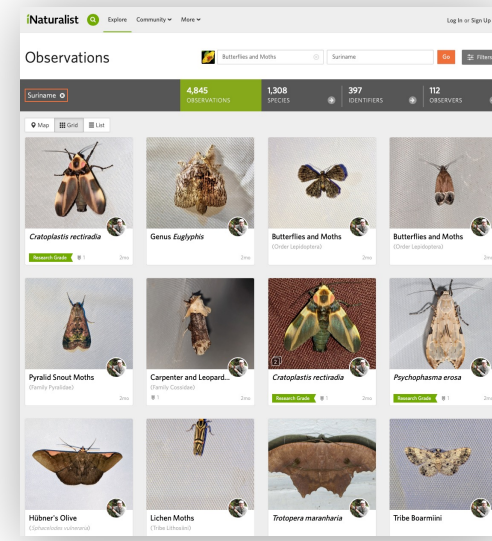 iNaturalist Explore Community More Log In or Sign Up
Observations Butterflies and Moths Suriname Go Filters
Suriname
4,845 1,308 397 112
OBSERVATIONS SPECIES IDENTIFIERS OBSERVERS
Map Grid List
Cratoplastis rectiradia Genus Euglyphis Butterflies and Moths Butterflies and Moths
(Order Lepidoptera) (Order Lepidoptera)
Research Grade 1 2mo 2mo 2mo 2mo
2
Pyralid Snout Moths Carpenter and Leopard... Cratoplastis rectiradia Psychophasma erosa
(Family Pyralidae) (Family Cossidae)
2mo 1 2mo Research Grade 1 2mo Research Grade 1 2mo
Hübner's Olive Lichen Moths Trotopera maranharia Tribe Boarmiini
(Sphacelodes vulneraria) (Tribe Lithosiini)